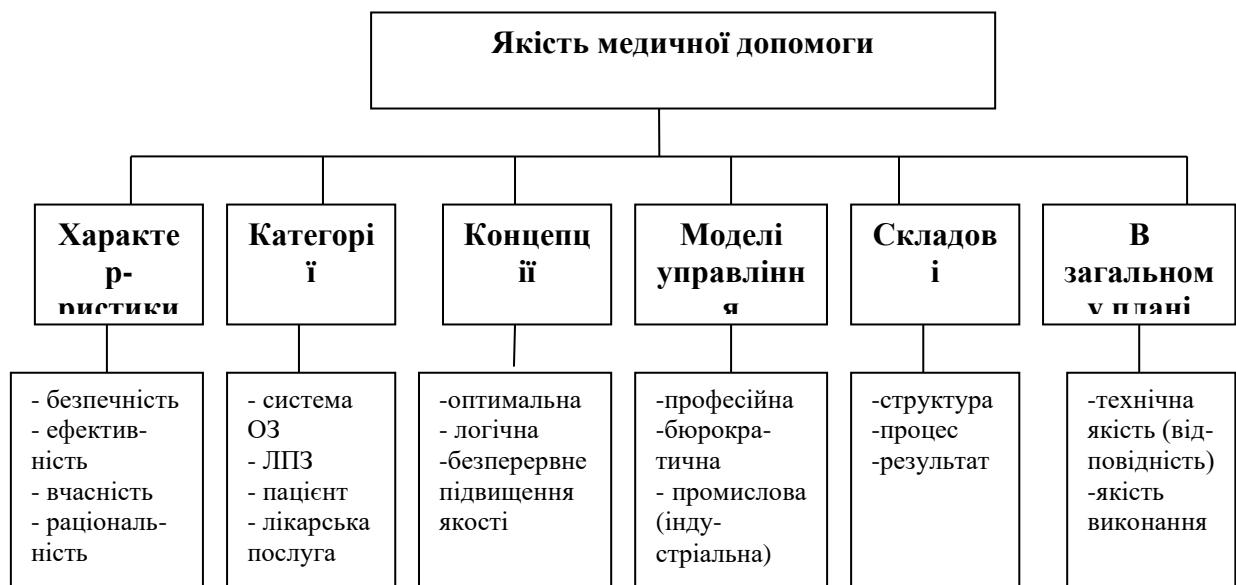 Якість медичної допомоги
Характе
р-
ристики
Категорі
ї
Концепц
ії
Моделі
управлінн
я
Складов
і
В
загальном
у плані
- безпечність
- ефектив-
ність
- вчасність
- раціональ-
ність
- система
ОЗ
- ЛПЗ
- пацієнт
- лікарська
послуга
-оптимальна
- логічна
-безперервне
підвищення
якості
-професійна
-бюрокра-
тична
- промислова
(інду-
стріальна)
-структура
-процес
-результат
-технічна
якість (від-
повідність)
-якість
виконання